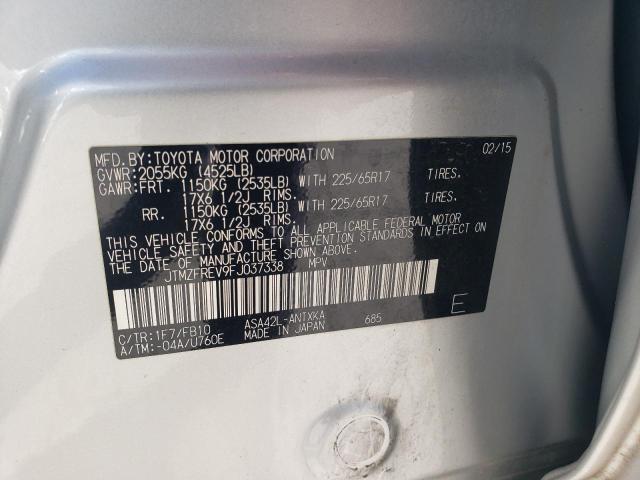 MFD.BY:TOYOTA MOTOR CORPORATION 02/15
GVWR:2055KG (4525LB)
GAWR:FRT. 1150KG (2535LB) WITH 225/65R17 TIRES.
17X6 1/2J RIMS.
RR. 1150KG (2535LB) WITH 225/65R17 TIRES.
17X6 1/2J RIMS.
THIS VEHICLE CONFORMS TO ALL APPLICABLE FEDERAL MOTOR
VEHICLE SAFETY AND THEFT PREVENTION STANDARDS IN EFFECT ON
THE DATE OF MANUFACTURE SHOWN ABOVE.
JTMZFREV9FJ037338 MPV
C/TR:1F7/FB10 ASA42L-ANTXKA 685 E
A/TM:-04A/U760E MADE IN JAPAN